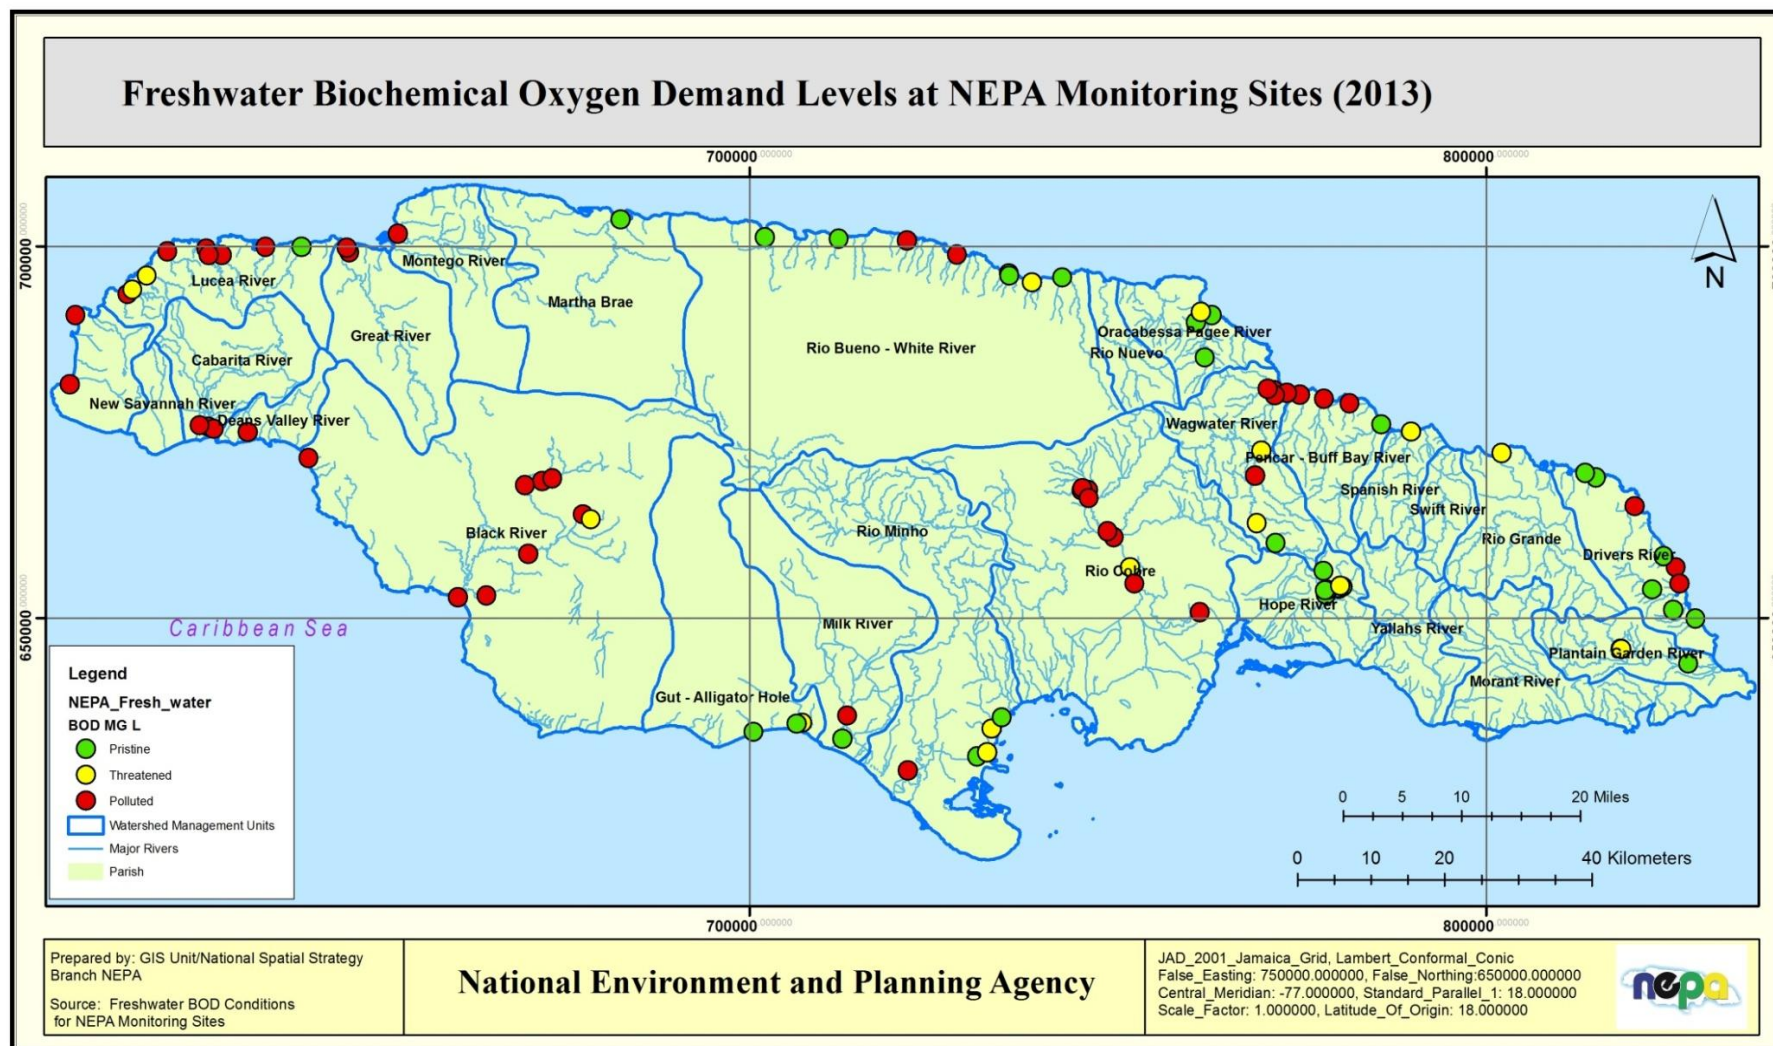 Freshwater Biochemical Oxygen Demand Levels at NEPA Monitoring Sites (2013)
700000.000000
800000.000000
700000.000000
Lucea River
Montego River
Martha Brae
Great River
Cabarita River
New Savannah River
Deans Valley River
Rio Bueno - White River
Oracabessa Pagee River
Rio Nuevo
Wagwater River
Pencar - Buff Bay River
Spanish River
Swift River
Rio Grande
Drivers River
Black River
Rio Minho
Rio Cobre
Hope River
Milk River
Yallahs River
Plantain Garden River
Morant River
Gut - Alligator Hole
650000.000000
Caribbean Sea
N
Legend
NEPA_Fresh_water
BOD MG L
Pristine
Threatened
Polluted
Watershed Management Units
Major Rivers
Parish
0 5 10 20 Miles
0 10 20 40 Kilometers
700000.000000
800000.000000
Prepared by: GIS Unit/National Spatial Strategy
Branch NEPA
Source: Freshwater BOD Conditions
for NEPA Monitoring Sites
National Environment and Planning Agency
JAD_2001_Jamaica_Grid, Lambert_Conformal_Conic
False_Easting: 750000.000000, False_Northing:650000.000000
Central_Meridian: -77.000000, Standard_Parallel_1: 18.000000
Scale_Factor: 1.000000, Latitude_Of_Origin: 18.000000
nepa